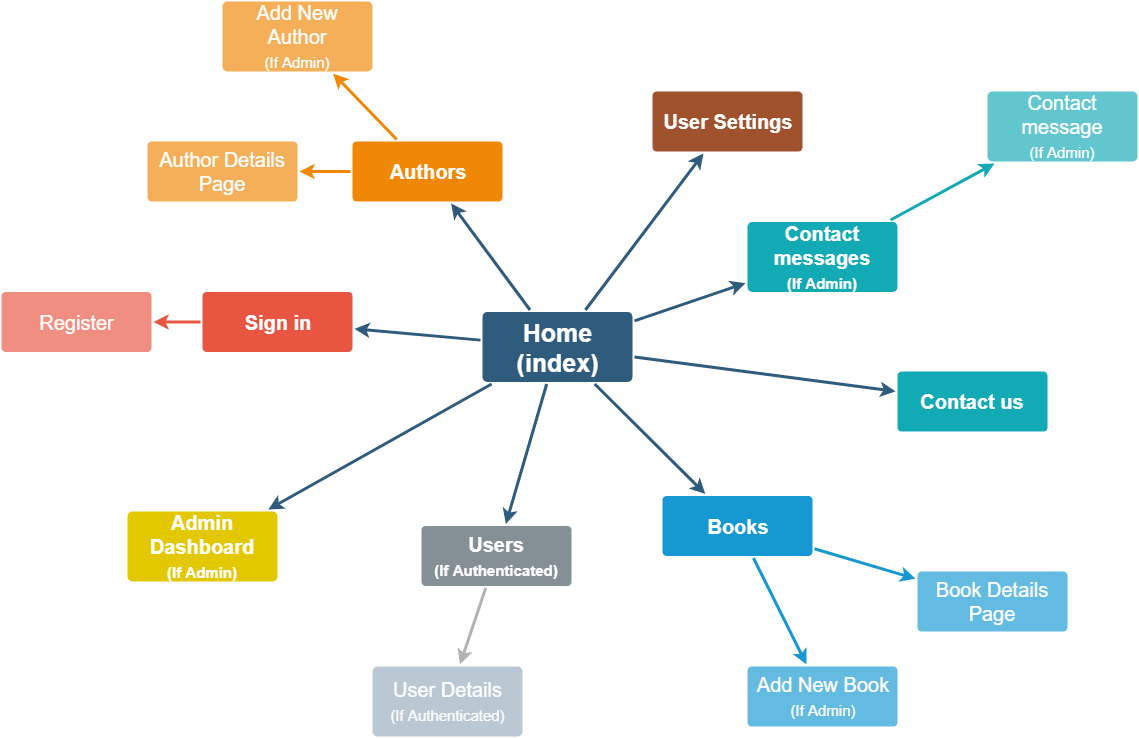 Add New
Author
(If Admin)
User Settings
Contact
message
(If Admin)
Author Details
Page
Authors
Contact
messages
(If Admin)
Register
Sign in
Home
(index)
Contact us
Admin
Dashboard
(If Admin)
Users
(If Authenticated)
Books
Book Details
Page
User Details
(If Authenticated)
Add New Book
(If Admin)